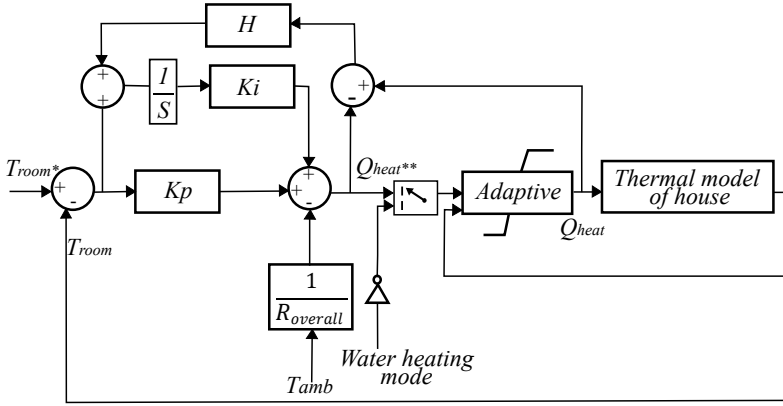 H
+
+
1
S
Ki
+
-
Troom*
+
-
Kp
+
+
-
Qheat**
Adaptive
Thermal model
of house
Qheat
Troom
1
Roverall
Water heating
mode
Tamb